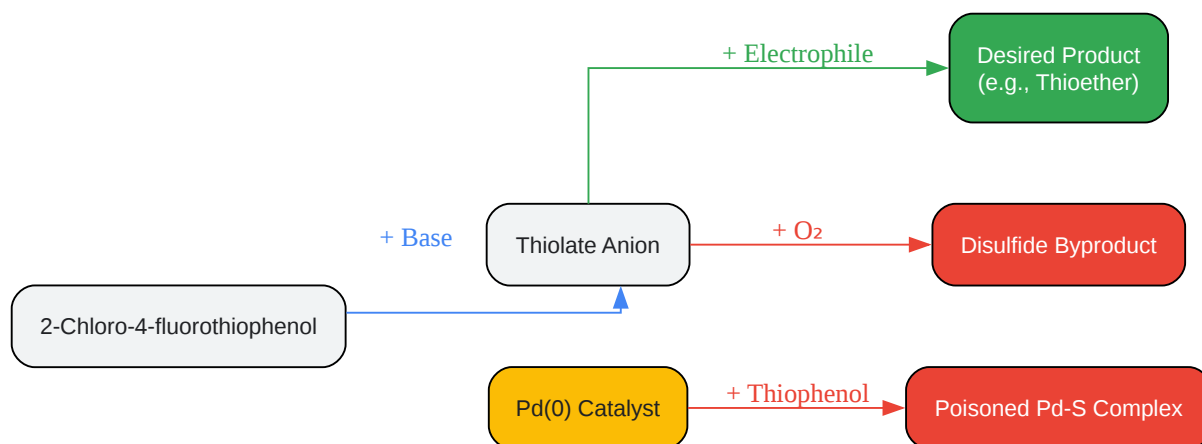 + Electrophile
Desired Product
(e.g., Thioether)
+ Base
Thiolate Anion
+ O₂
Disulfide Byproduct
2-Chloro-4-fluorothiophenol
Pd(0) Catalyst
+ Thiophenol
Poisoned Pd-S Complex